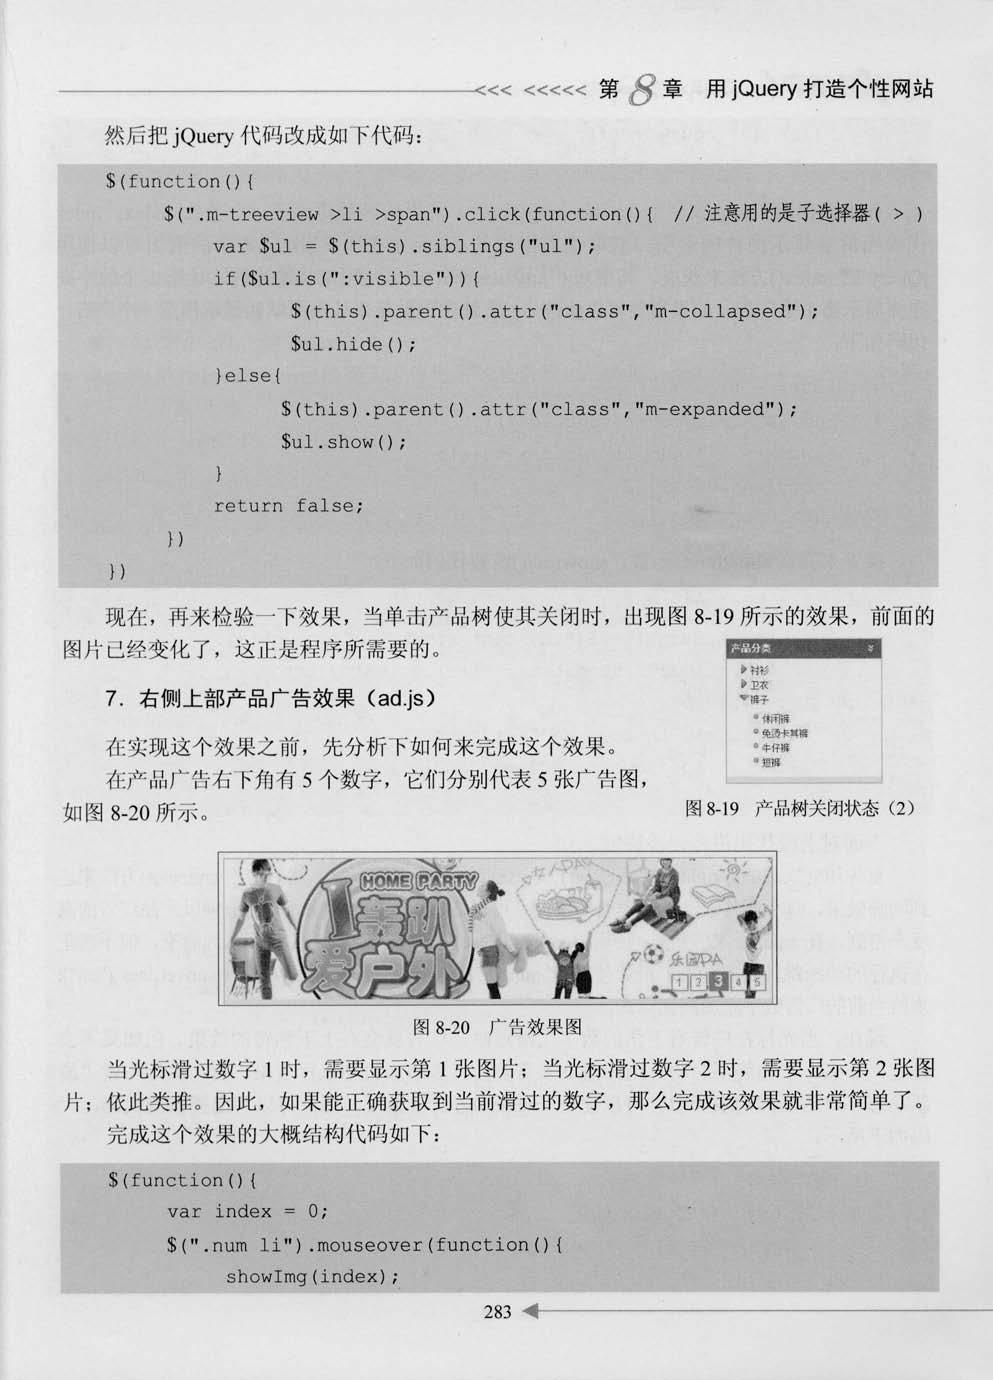 <<< <<<<< 第8章 用jQuery打造个性网站
然后把 jQuery 代码改成如下代码：
$(function(){
$(".m-treeview >li >span").click(function(){ // 注意用的是子选择器( > )
var $ul = $(this).siblings("ul");
if($ul.is(":visible")){
$(this).parent().attr("class","m-collapsed");
$ul.hide();
}else{
$(this).parent().attr("class","m-expanded");
$ul.show();
}
return false;
})
})
现在，再来检验一下效果，当单击产品树使其关闭时，出现图 8-19 所示的效果，前面的
图片已经变化了，这正是程序所需要的。
产品分类
衬衫
卫衣
裤子
休闲裤
免烫卡其裤
牛仔裤
短裤
7．右侧上部产品广告效果（ad.js）
在实现这个效果之前，先分析下如何来完成这个效果。
在产品广告右下角有 5 个数字，它们分别代表 5 张广告图，
如图 8-20 所示。
图 8-19 产品树关闭状态（2）
HOME PARTY
1轰趴
爱户外
乐园PA
1 2 3 4 5
图 8-20 广告效果图
当光标滑过数字 1 时，需要显示第 1 张图片；当光标滑过数字 2 时，需要显示第 2 张图
片；依此类推。因此，如果能正确获取到当前滑过的数字，那么完成该效果就非常简单了。
完成这个效果的大概结构代码如下：
$(function(){
var index = 0;
$(".num li").mouseover(function(){
showImg(index);
283